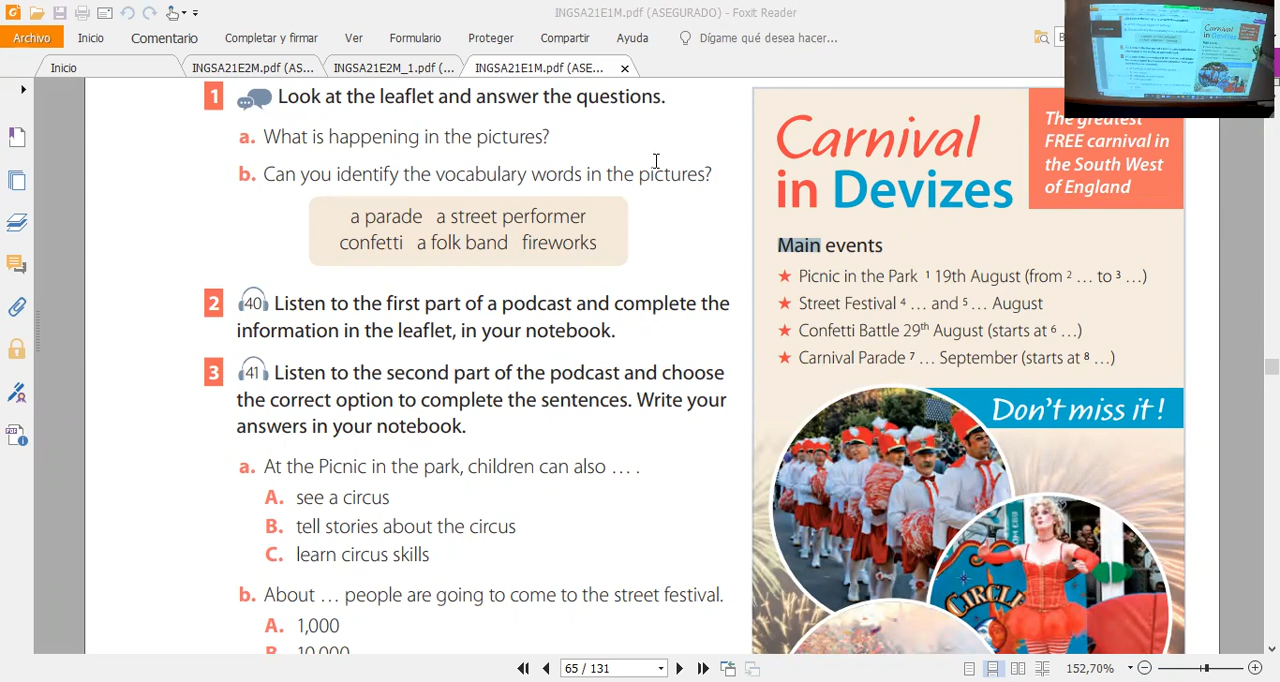 INGSA21E1M.pdf (ASEGURADO) - Foxit Reader
Archivo Inicio Comentario Completar y firmar Ver Formulario Proteger Compartir Ayuda Dígame qué desea hacer...
Inicio INGSA21E2M.pdf (AS... INGSA21E2M_1.pdf (... INGSA21E1M.pdf (ASE...
1 Look at the leaflet and answer the questions.
a. What is happening in the pictures?
b. Can you identify the vocabulary words in the pictures?
a parade a street performer
confetti a folk band fireworks
2 40 Listen to the first part of a podcast and complete the
information in the leaflet, in your notebook.
3 41 Listen to the second part of the podcast and choose
the correct option to complete the sentences. Write your
answers in your notebook.
a. At the Picnic in the park, children can also … .
A. see a circus
B. tell stories about the circus
C. learn circus skills
b. About … people are going to come to the street festival.
A. 1,000
B. 10,000
Carnival
in Devizes
The greatest
FREE carnival in
the South West
of England
Main events
★ Picnic in the Park ¹ 19th August (from ² … to ³ …)
★ Street Festival ⁴ … and ⁵ … August
★ Confetti Battle 29th August (starts at ⁶ …)
★ Carnival Parade ⁷ … September (starts at ⁸ …)
Don't miss it!
CIRCLE
65 / 131
152,70%